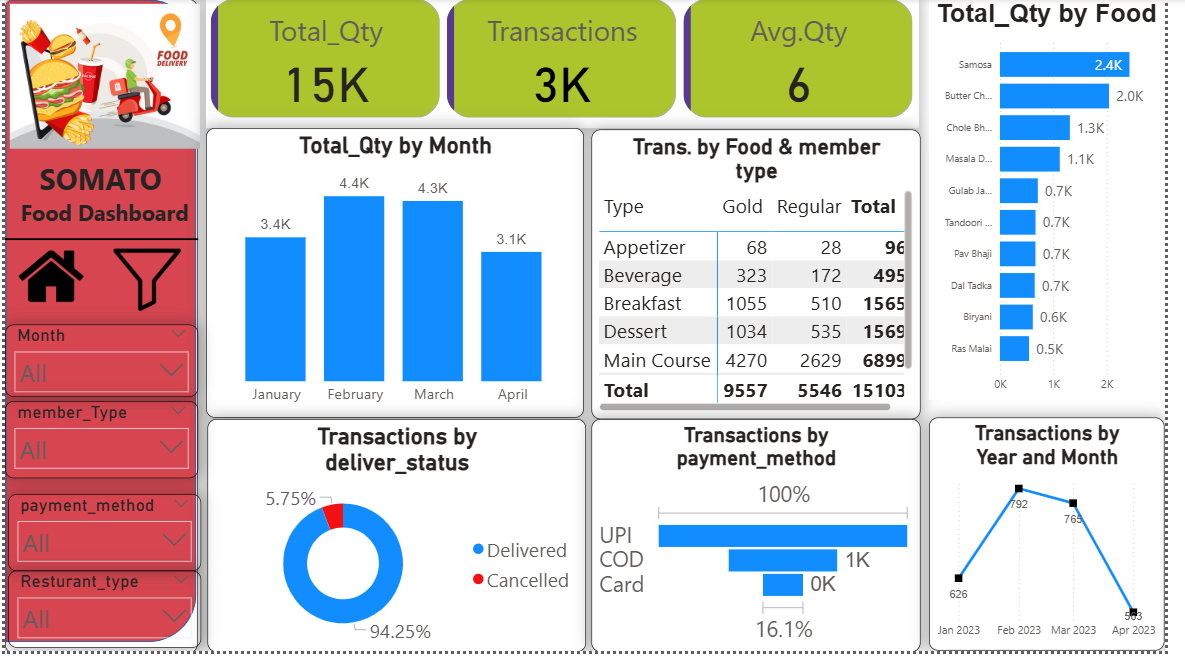 FOOD
DELIVERY
SOMATO
Food Dashboard
Month
All
member_Type
All
payment_method
All
Resturant_type
All
Total_Qty
15K
Transactions
3K
Avg.Qty
6
Total_Qty by Month
3.4K
4.4K
4.3K
3.1K
January February March April
Trans. by Food & member
type
Type Gold Regular Total
Appetizer 68 28 96
Beverage 323 172 495
Breakfast 1055 510 1565
Dessert 1034 535 1569
Main Course 4270 2629 6899
Total 9557 5546 15103
Total_Qty by Food
Samosa 2.4K
Butter Ch... 2.0K
Chole Bh... 1.3K
Masala D... 1.1K
Gulab Ja... 0.7K
Tandoori ... 0.7K
Pav Bhaji 0.7K
Dal Tadka 0.7K
Biryani 0.6K
Ras Malai 0.5K
0K 1K 2K
Transactions by
deliver_status
5.75%
Delivered
Cancelled
94.25%
Transactions by
payment_method
100%
UPI
COD 1K
Card 0K
16.1%
Transactions by
Year and Month
792
765
626
Jan 2023 Feb 2023 Mar 2023 Apr 2023